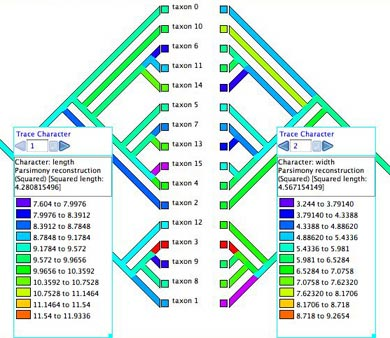 taxon 0
taxon 10
taxon 6
taxon 11
taxon 14
taxon 5
taxon 7
taxon 13
taxon 15
taxon 4
taxon 2
taxon 12
taxon 3
taxon 9
taxon 8
taxon 1
Trace Character
1
Character: length
Parsimony reconstruction
(Squared) [Squared length:
4.280815496]
7.604 to 7.9976
7.9976 to 8.3912
8.3912 to 8.7848
8.7848 to 9.1784
9.1784 to 9.572
9.572 to 9.9656
9.9656 to 10.3592
10.3592 to 10.7528
10.7528 to 11.1464
11.1464 to 11.54
11.54 to 11.9336
Trace Character
2
Character: width
Parsimony reconstruction
(Squared) [Squared length:
4.567154149]
3.244 to 3.79140
3.79140 to 4.3388
4.3388 to 4.88620
4.88620 to 5.4336
5.4336 to 5.981
5.981 to 6.5284
6.5284 to 7.0758
7.0758 to 7.62320
7.62320 to 8.1706
8.1706 to 8.718
8.718 to 9.2654